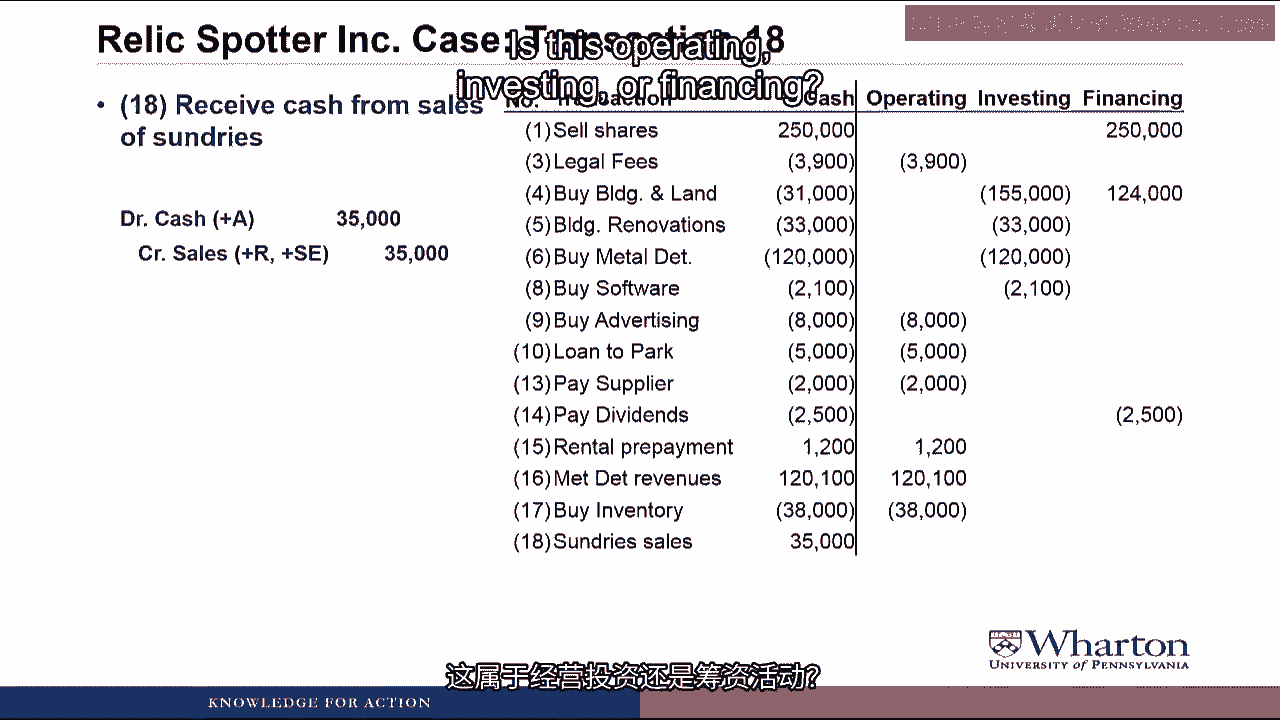 Relic Spotter Inc. Case: Transaction 18
Is this operating,
investing, or financing?
• (18) Receive cash from sales
of sundries
Dr. Cash (+A) 35,000
Cr. Sales (+R, +SE) 35,000
No. Transaction Cash Operating Investing Financing
(1) Sell shares 250,000 250,000
(3) Legal Fees (3,900) (3,900)
(4) Buy Bldg. & Land (31,000) (155,000) 124,000
(5) Bldg. Renovations (33,000) (33,000)
(6) Buy Metal Det. (120,000) (120,000)
(8) Buy Software (2,100) (2,100)
(9) Buy Advertising (8,000) (8,000)
(10) Loan to Park (5,000) (5,000)
(13) Pay Supplier (2,000) (2,000)
(14) Pay Dividends (2,500) (2,500)
(15) Rental prepayment 1,200 1,200
(16) Met Det revenues 120,100 120,100
(17) Buy Inventory (38,000) (38,000)
(18) Sundries sales 35,000
Wharton
UNIVERSITY of PENNSYLVANIA
这属于经营投资还是筹资活动?
KNOWLEDGE FOR ACTION